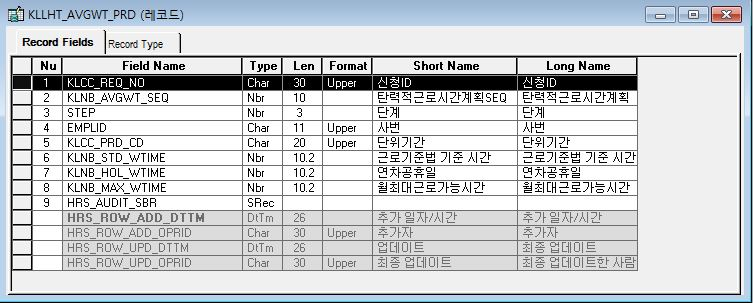 KLLHT_AVGWT_PRD (레코드)
Record Fields Record Type
Nu Field Name Type Len Format Short Name Long Name
1 KLCC_REQ_NO Char 30 Upper 신청ID 신청ID
2 KLNB_AVGWT_SEQ Nbr 10 탄력적근로시간계획SEQ 탄력적근로시간계획
3 STEP Nbr 3 단계 단계
4 EMPLID Char 11 Upper 사번 사번
5 KLCC_PRD_CD Char 20 Upper 단위기간 단위기간
6 KLNB_STD_WTIME Nbr 10.2 근로기준법 기준 시간 근로기준법 기준 시간
7 KLNB_HOL_WTIME Nbr 10.2 연차공휴일 연차공휴일
8 KLNB_MAX_WTIME Nbr 10.2 월최대근로가능시간 월최대근로가능시간
9 HRS_AUDIT_SBR SRec
HRS_ROW_ADD_DTTM DtTm 26 추가 일자/시간 추가 일자/시간
HRS_ROW_ADD_OPRID Char 30 Upper 추가자 추가자
HRS_ROW_UPD_DTTM DtTm 26 업데이트 최종 업데이트
HRS_ROW_UPD_OPRID Char 30 Upper 최종 업데이트 최종 업데이트한 사람